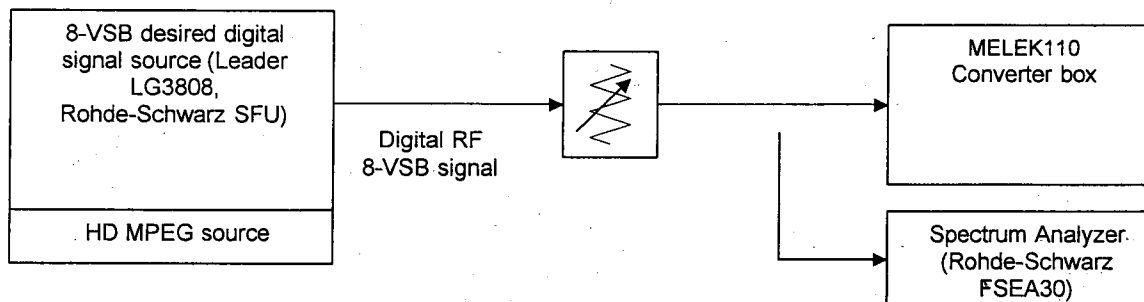 8-VSB desired digital
signal source (Leader
LG3808,
Rohde-Schwarz SFU)
HD MPEG source
Digital RF
8-VSB signal
MELEK110
Converter box
Spectrum Analyzer
(Rohde-Schwarz
FSEA30)